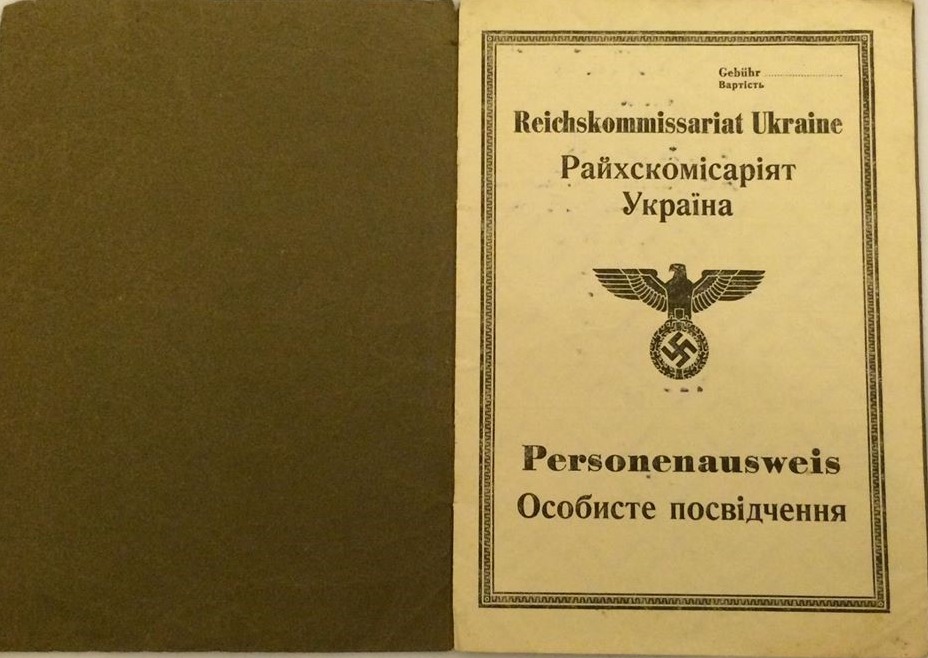 Gebühr
Вартість
Reichskommissariat Ukraine
Райхскомісаріят
Україна
Personenausweis
Особисте посвідчення